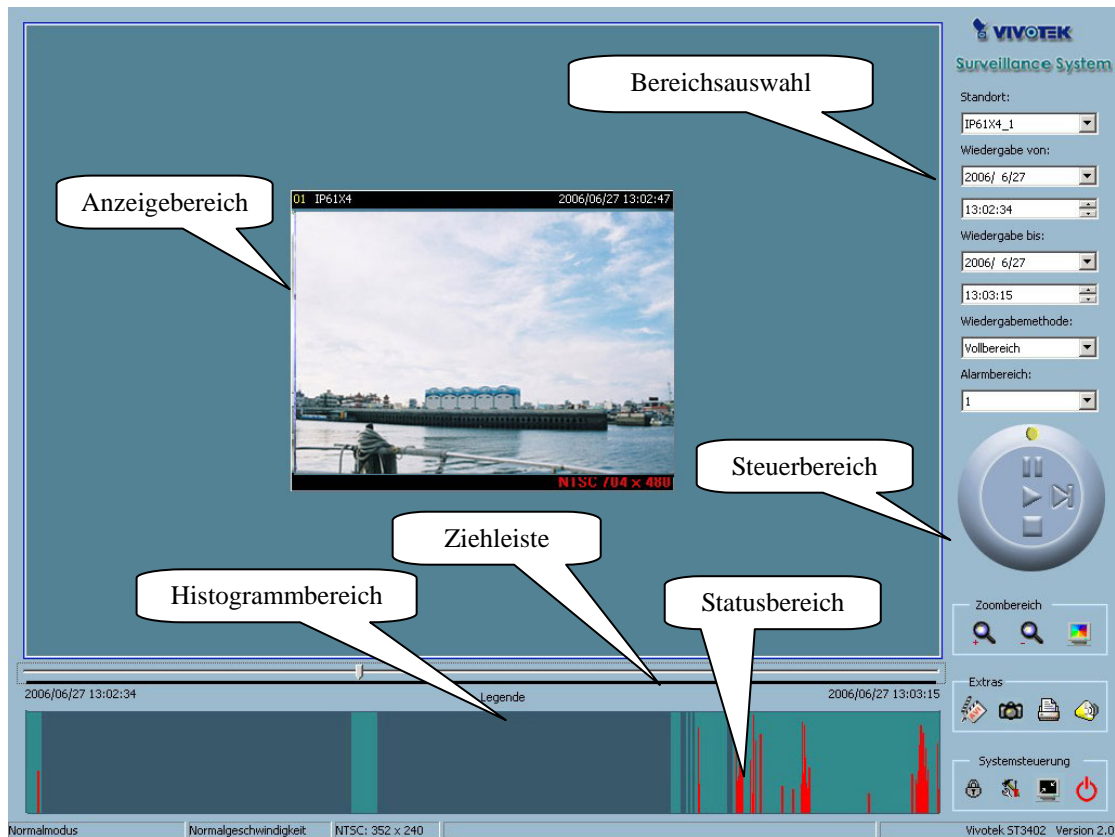 VIVOTEK
Surveillance System
Bereichsauswahl
Standort:
IP61X4_1
Wiedergabe von:
2006/ 6/27
13:02:34
Wiedergabe bis:
2006/ 6/27
13:03:15
Wiedergabemethode:
Vollbereich
Alarmbereich:
1
Anzeigebereich
01 IP61X4 2006/06/27 13:02:47
NTSC 704 x 480
Steuerbereich
Ziehleiste
Histogrammbereich
Statusbereich
Zoombereich
2006/06/27 13:02:34 Legende 2006/06/27 13:03:15
Extras
Systemsteuerung
Normalmodus Normalgeschwindigkeit NTSC: 352 x 240 Vivotek ST3402 Version 2.0